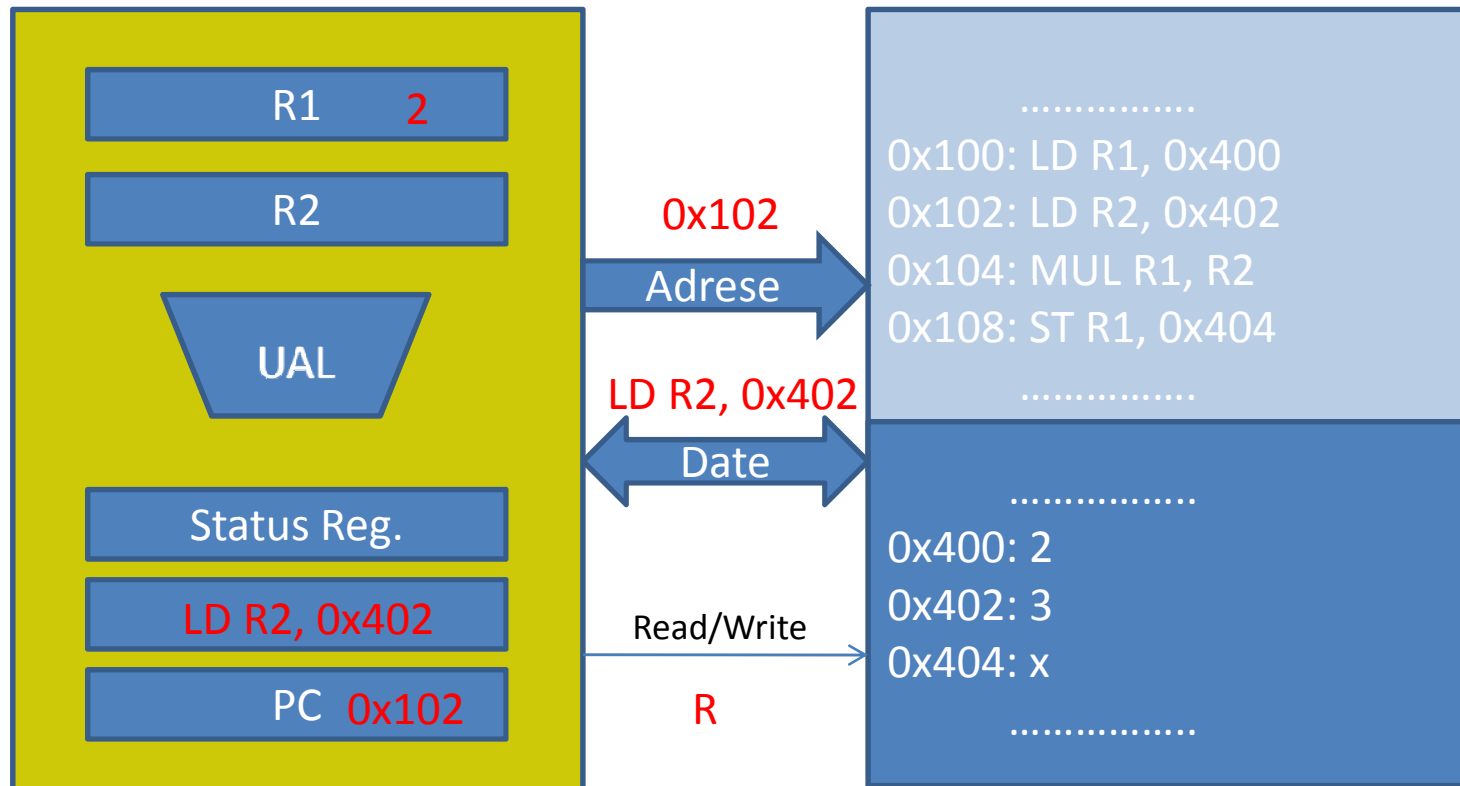 R1 2
R2
UAL
Status Reg.
LD R2, 0x402
PC 0x102
0x102
Adrese
LD R2, 0x402
Date
Read/Write
R
…………….
0x100: LD R1, 0x400
0x102: LD R2, 0x402
0x104: MUL R1, R2
0x108: ST R1, 0x404
…………….
……………..
0x400: 2
0x402: 3
0x404: x
……………..